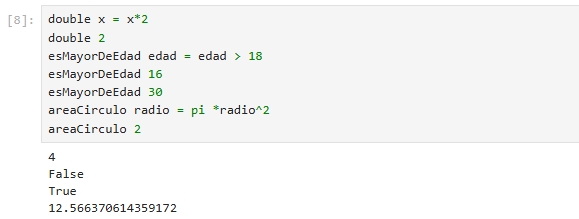 [8]: double x = x*2
double 2
esMayorDeEdad edad = edad > 18
esMayorDeEdad 16
esMayorDeEdad 30
areaCirculo radio = pi *radio^2
areaCirculo 2
4
False
True
12.566370614359172